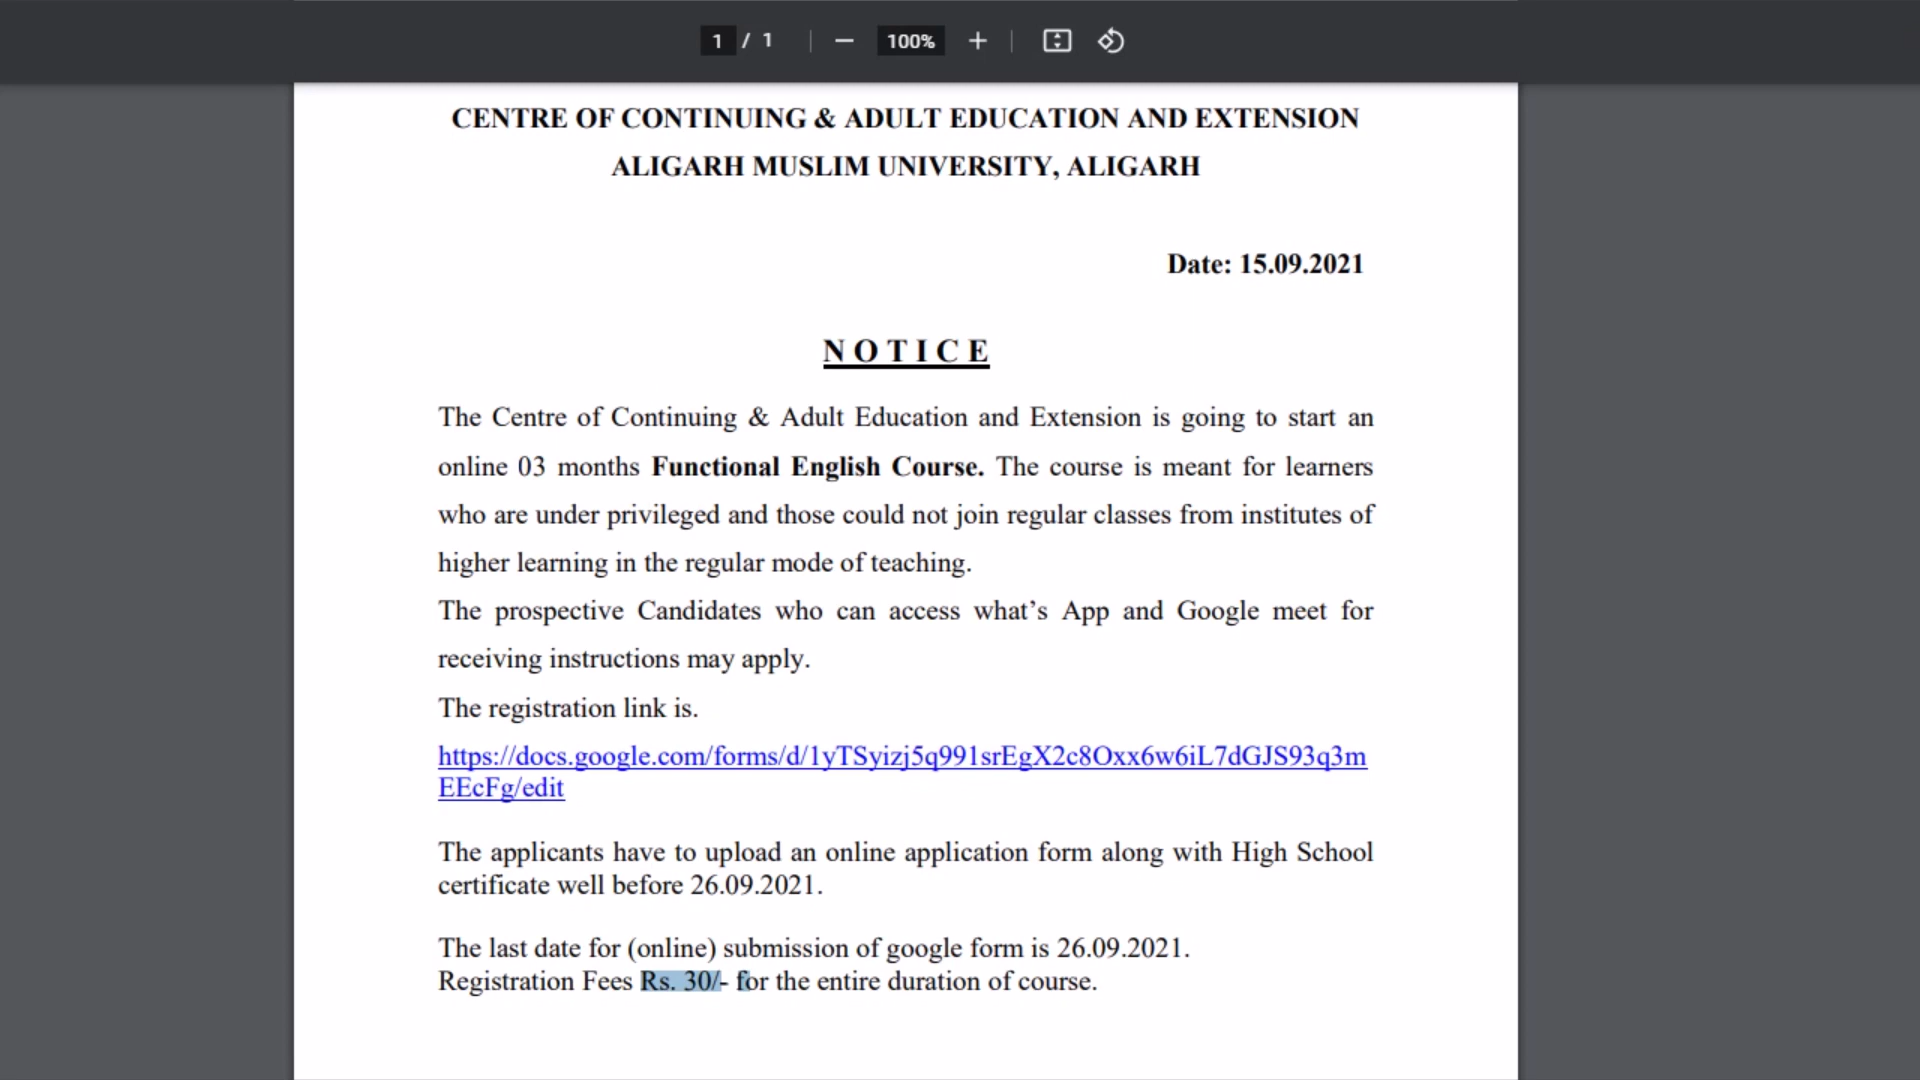 1 / 1 100%
CENTRE OF CONTINUING & ADULT EDUCATION AND EXTENSION
ALIGARH MUSLIM UNIVERSITY, ALIGARH
Date: 15.09.2021
N O T I C E
The Centre of Continuing & Adult Education and Extension is going to start an
online 03 months Functional English Course. The course is meant for learners
who are under privileged and those could not join regular classes from institutes of
higher learning in the regular mode of teaching.
The prospective Candidates who can access what’s App and Google meet for
receiving instructions may apply.
The registration link is.
https://docs.google.com/forms/d/1yTSyizj5q991srEgX2c8Oxx6w6iL7dGJS93q3m
EEcFg/edit
The applicants have to upload an online application form along with High School
certificate well before 26.09.2021.
The last date for (online) submission of google form is 26.09.2021.
Registration Fees Rs. 30/- for the entire duration of course.